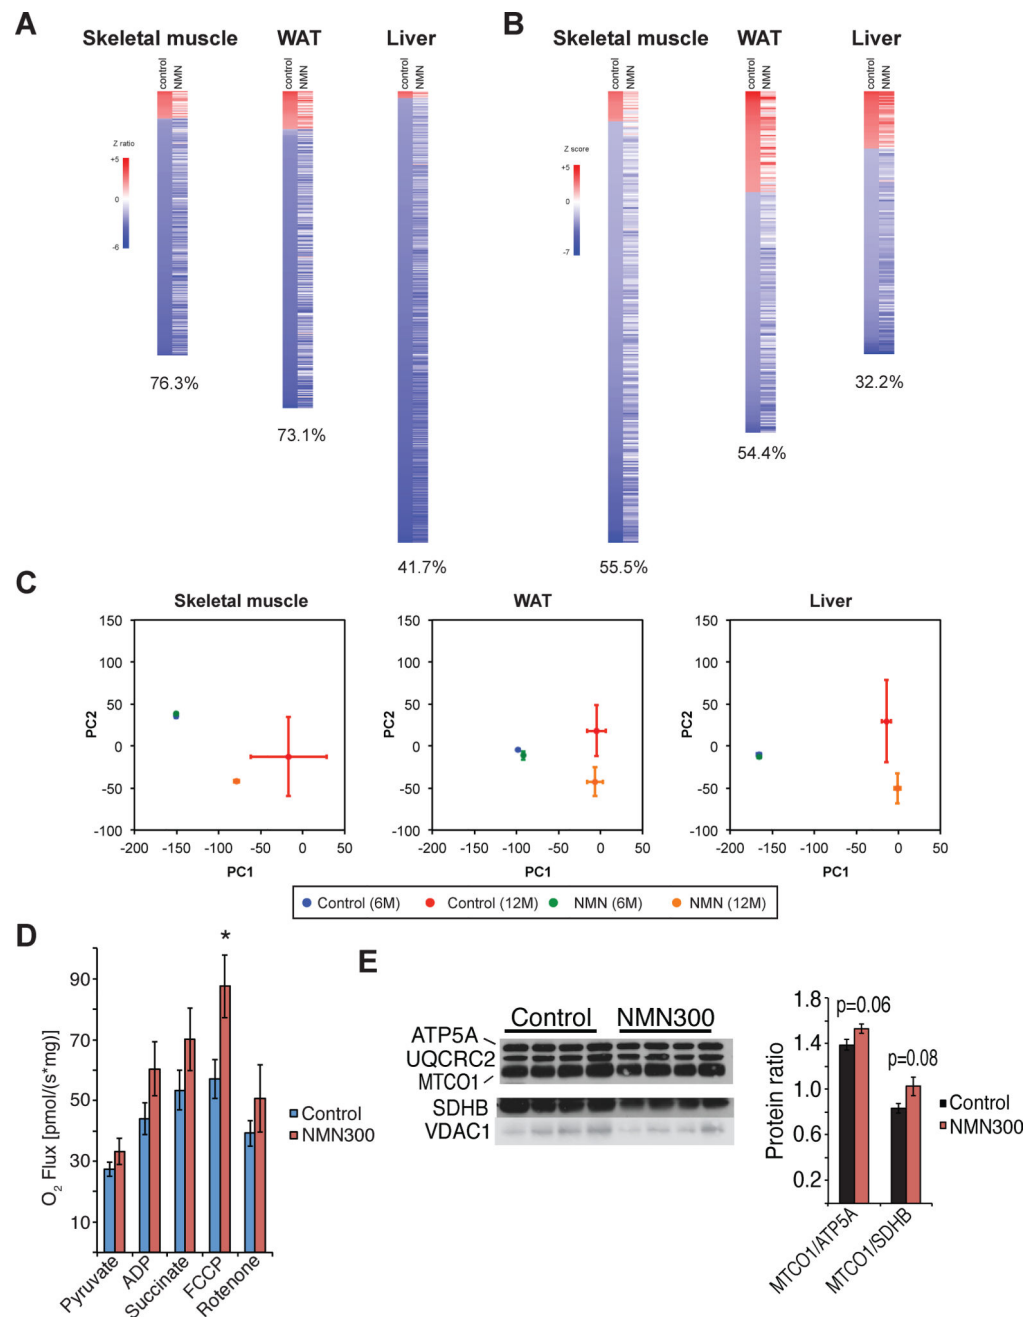 A
Skeletal muscle WAT Liver
control NMN control NMN control NMN
Z ratio
+5
0
-6
76.3%
73.1%
41.7%
B
Skeletal muscle WAT Liver
control NMN control NMN control NMN
Z score
+5
0
-7
55.5%
54.4%
32.2%
C
Skeletal muscle
150
100
50
0
-50
-100
PC2
-200 -150 -100 -50 0 50
PC1
WAT
150
100
50
0
-50
-100
PC2
-200 -150 -100 -50 0 50
PC1
Liver
150
100
50
0
-50
-100
PC2
-200 -150 -100 -50 0 50
PC1
Control (6M) Control (12M) NMN (6M) NMN (12M)
D
O2 Flux [pmol/(s*mg)]
90
70
50
30
10
*
Pyruvate
ADP
Succinate
FCCP
Rotenone
Control
NMN300
E
Control NMN300
ATP5A
UQCRC2
MTCO1
SDHB
VDAC1
Protein ratio
1.8
1.4
1.0
0.6
0.2
p=0.06
p=0.08
MTCO1/ATP5A
MTCO1/SDHB
Control
NMN300